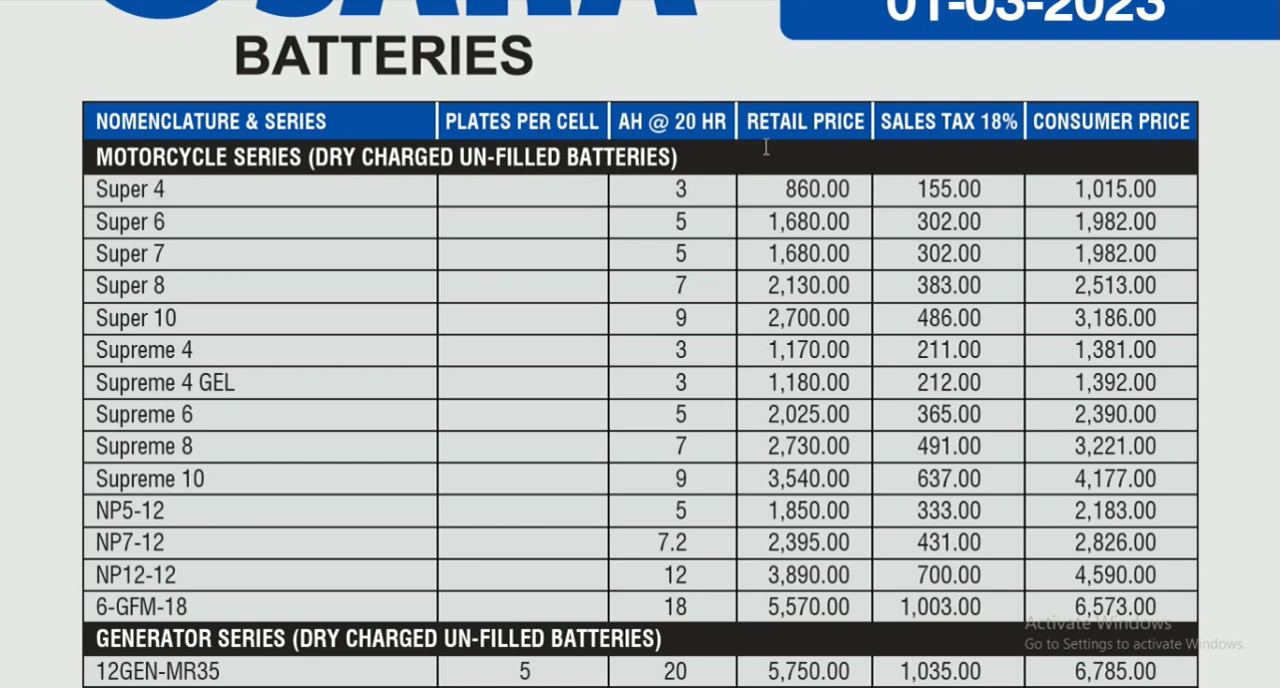 OSAKA
01-03-2023
BATTERIES
NOMENCLATURE & SERIES PLATES PER CELL AH @ 20 HR RETAIL PRICE SALES TAX 18% CONSUMER PRICE
MOTORCYCLE SERIES (DRY CHARGED UN-FILLED BATTERIES)
Super 4 3 860.00 155.00 1,015.00
Super 6 5 1,680.00 302.00 1,982.00
Super 7 5 1,680.00 302.00 1,982.00
Super 8 7 2,130.00 383.00 2,513.00
Super 10 9 2,700.00 486.00 3,186.00
Supreme 4 3 1,170.00 211.00 1,381.00
Supreme 4 GEL 3 1,180.00 212.00 1,392.00
Supreme 6 5 2,025.00 365.00 2,390.00
Supreme 8 7 2,730.00 491.00 3,221.00
Supreme 10 9 3,540.00 637.00 4,177.00
NP5-12 5 1,850.00 333.00 2,183.00
NP7-12 7.2 2,395.00 431.00 2,826.00
NP12-12 12 3,890.00 700.00 4,590.00
6-GFM-18 18 5,570.00 1,003.00 6,573.00
Activate Windows
GENERATOR SERIES (DRY CHARGED UN-FILLED BATTERIES)
Go to Settings to activate Windows.
12GEN-MR35 5 20 5,750.00 1,035.00 6,785.00